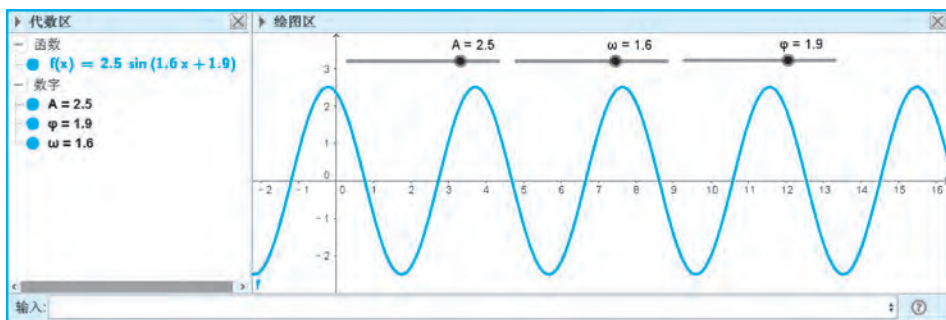 代数区
函数
f(x) = 2.5 sin (1.6 x + 1.9)
数字
A = 2.5
φ = 1.9
ω = 1.6
绘图区
A = 2.5 ω = 1.6 φ = 1.9
3
2
1
0
-2 -1 0 1 2 3 4 5 6 7 8 9 10 11 12 13 14 15 16
-1
-2
f
输入: